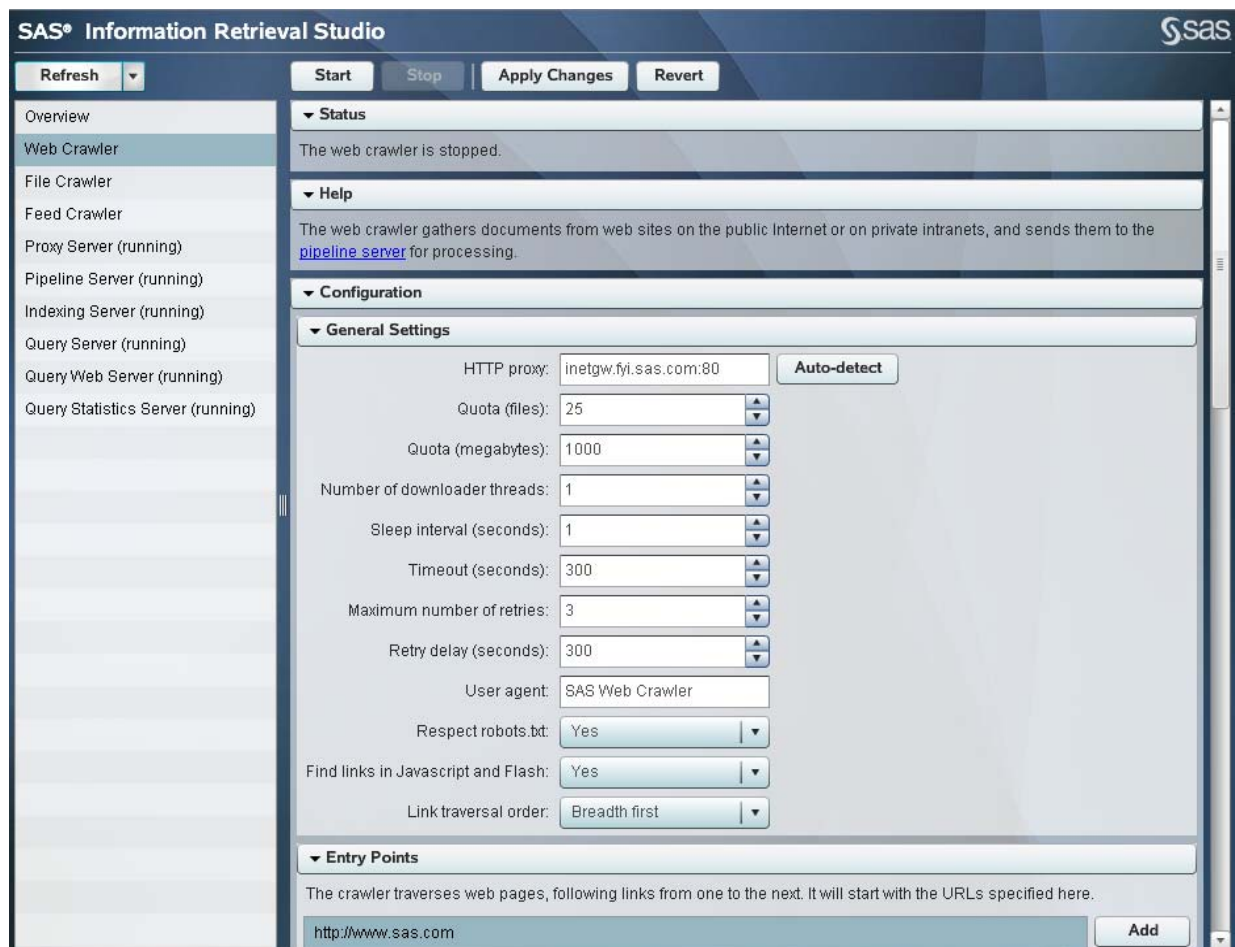 SAS® Information Retrieval Studio
sas
Refresh
Start
Stop
Apply Changes
Revert
Overview
Web Crawler
File Crawler
Feed Crawler
Proxy Server (running)
Pipeline Server (running)
Indexing Server (running)
Query Server (running)
Query Web Server (running)
Query Statistics Server (running)
Status
The web crawler is stopped.
Help
The web crawler gathers documents from web sites on the public Internet or on private intranets, and sends them to the
pipeline server for processing.
Configuration
General Settings
HTTP proxy: inetgw.fyi.sas.com:80 Auto-detect
Quota (files): 25
Quota (megabytes): 1000
Number of downloader threads: 1
Sleep interval (seconds): 1
Timeout (seconds): 300
Maximum number of retries: 3
Retry delay (seconds): 300
User agent: SAS Web Crawler
Respect robots.txt: Yes
Find links in Javascript and Flash: Yes
Link traversal order: Breadth first
Entry Points
The crawler traverses web pages, following links from one to the next. It will start with the URLs specified here.
http://www.sas.com Add